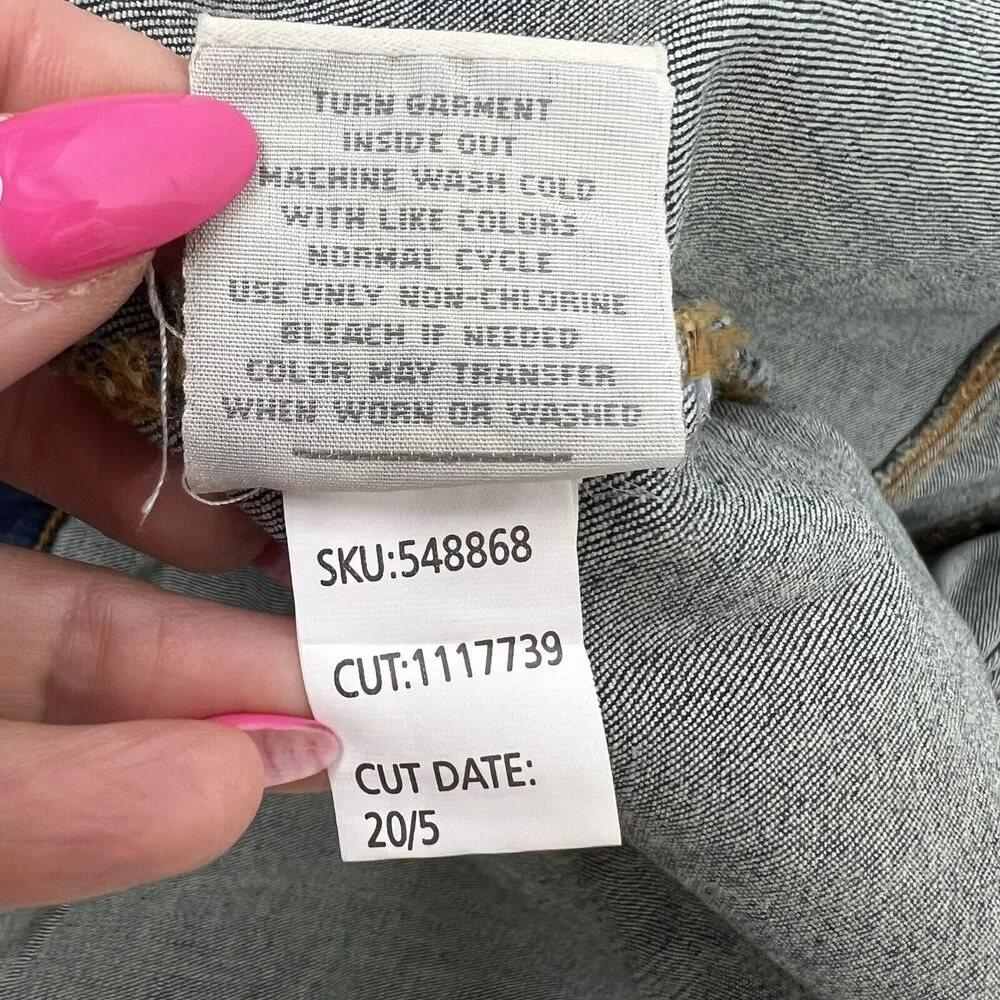 TURN GARMENT
INSIDE OUT
MACHINE WASH COLD
WITH LIKE COLORS
NORMAL CYCLE
USE ONLY NON-CHLORINE
BLEACH IF NEEDED
COLOR MAY TRANSFER
WHEN WORN OR WASHED
SKU:548868
CUT:1117739
CUT DATE:
20/5